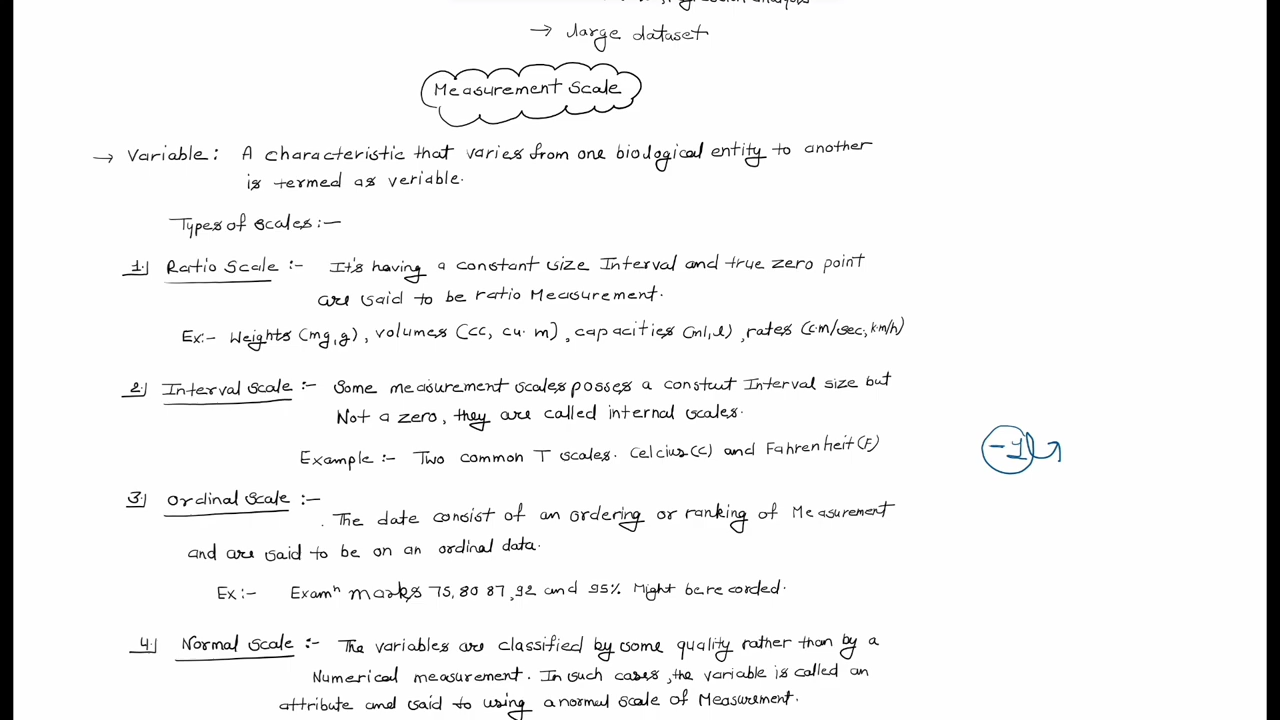 → large dataset
Measurement Scale
→ Variable: A characteristic that varies from one biological entity to another
is termed as veriable.
Types of scales:-
1.] Ratio Scale :- It's having a constant size Interval and true zero point
are said to be ratio Measurement.
Ex:- Weights (mg, g), volumes (cc, cu. m), capacities (ml, l), rates (cm/sec, km/h)
2.] Interval Scale :- Some measurement scales posses a constut Interval size but
Not a zero, they are called internal scales.
Example :- Two common T scales. Celcius(C) and Fahrenheit(F)
-1
3.] Ordinal Scale :-
The date consist of an ordering or ranking of Measurement
and are said to be on an ordinal data.
Ex:- Examⁿ marks 75, 80 87, 92 and 95% Might be recorded.
4.] Normal Scale :- The variables are classified by some quality rather than by a
Numerical measurement. In such cases, the variable is called an
attribute and said to using a normal scale of Measurement.